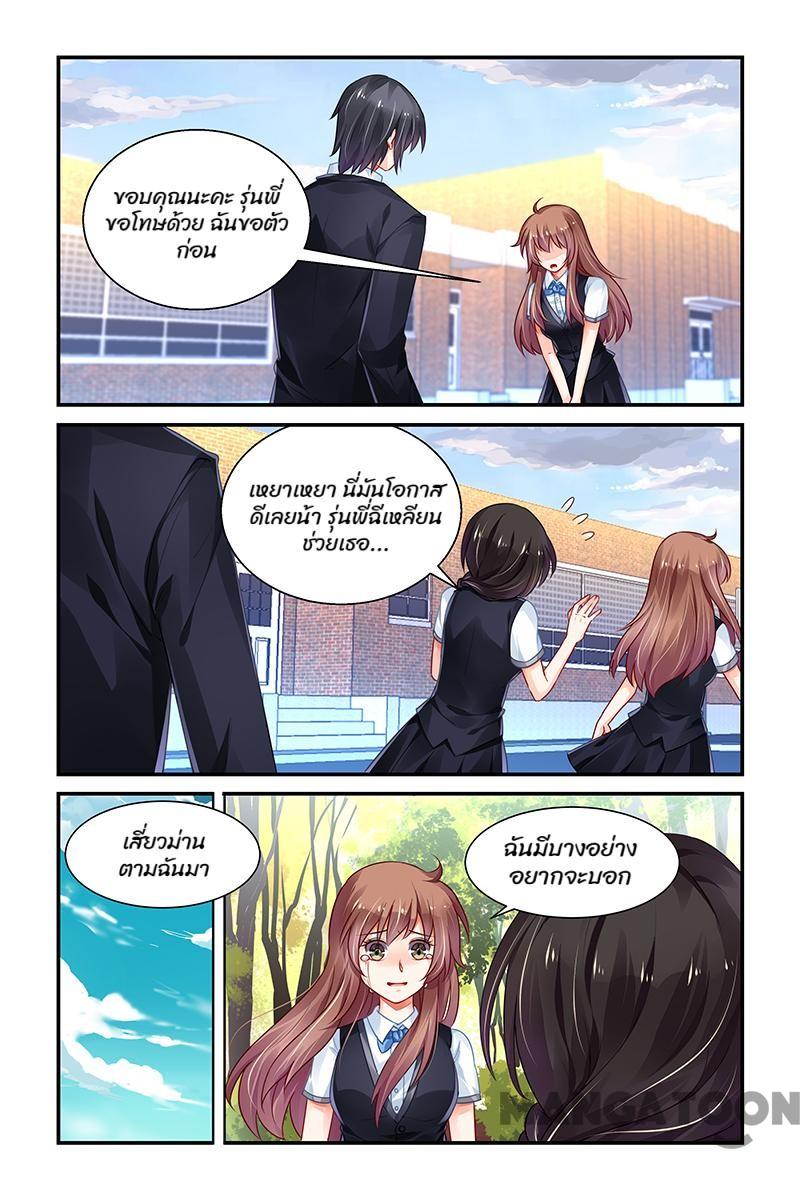 ขอบคุณนะคะ รุ่นพี่
ขอโทษด้วย ฉันขอตัว
ก่อน
เหยาเหยา นี่มันโอกาส
ดีเลยน้า รุ่นพี่ฉีเหลียน
ช่วยเธอ...
เสี่ยวม่าน
ตามฉันมา
ฉันมีบางอย่าง
อยากจะบอก
MANGATOON